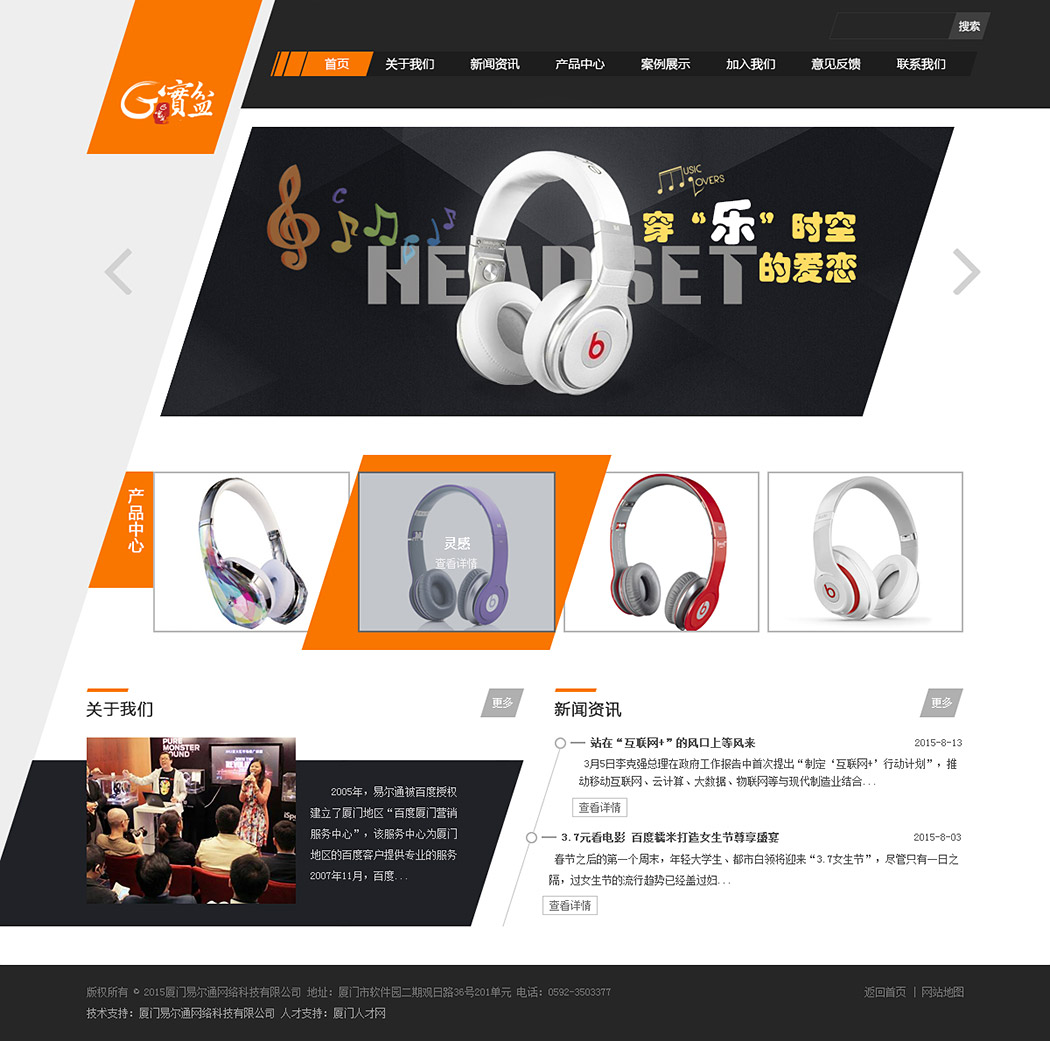 搜索
首页 关于我们 新闻资讯 产品中心 案例展示 加入我们 意见反馈 联系我们
寶盆
MUSIC
LOVERS
穿“乐”时空
的爱恋
HEADSET
产品中心
灵感
查看详情
关于我们
更多
PURE
MONSTER
SOUND
2005年，易尔通被百度授权
建立了厦门地区“百度厦门营销
服务中心”，该服务中心为厦门
地区的百度客户提供专业的服务
2007年11月，百度...
新闻资讯
更多
站在“互联网+”的风口上等风来 2015-8-13
3月5日李克强总理在政府工作报告中首次提出“制定‘互联网+’行动计划”，推
动移动互联网、云计算、大数据、物联网等与现代制造业结合...
查看详情
3.7元看电影 百度糯米打造女生节尊享盛宴 2015-8-03
春节之后的第一个周末，年轻大学生、都市白领将迎来“3.7女生节”，尽管只有一日之
隔，过女生节的流行趋势已经盖过妇...
查看详情
版权所有 © 2015厦门易尔通网络科技有限公司 地址：厦门市软件园二期观日路36号201单元 电话：0592-3503377
返回首页 | 网站地图
技术支持：厦门易尔通网络科技有限公司 人才支持：厦门人才网